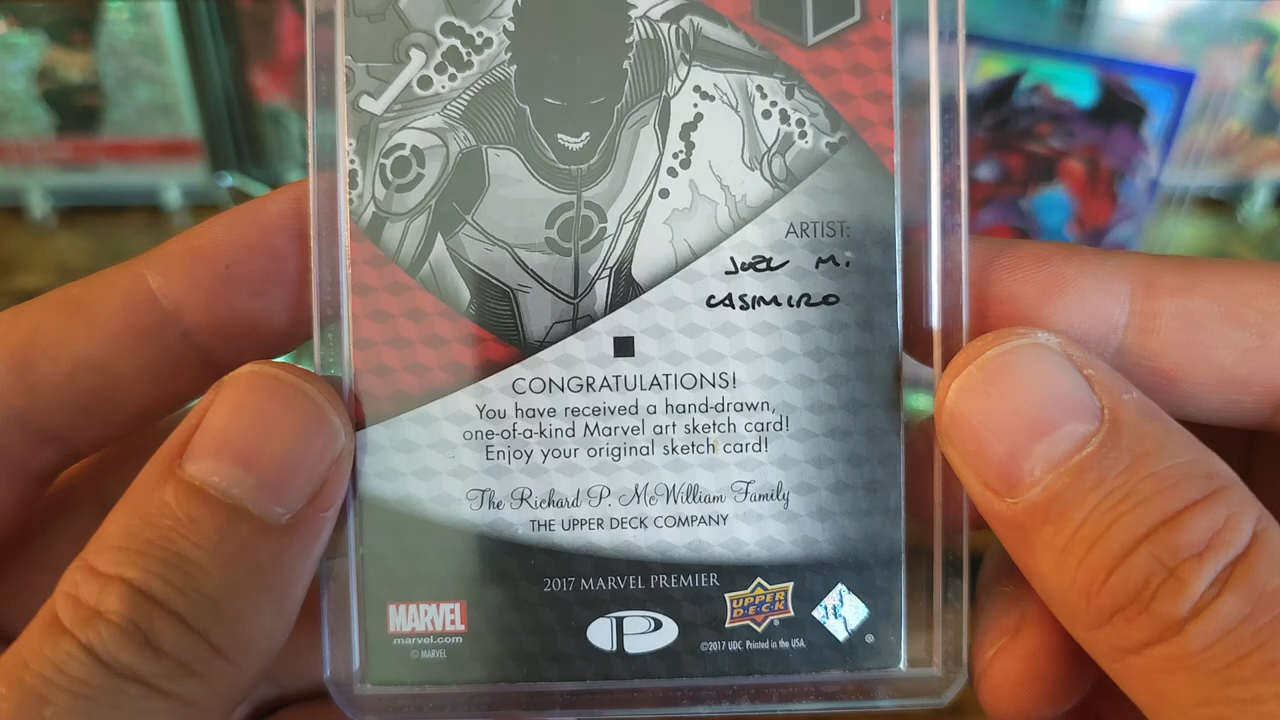 ARTIST:
JOEL M.
CASIMIRO
CONGRATULATIONS!
You have received a hand-drawn,
one-of-a-kind Marvel art sketch card!
Enjoy your original sketch card!
The Richard P. McWilliam Family
THE UPPER DECK COMPANY
2017 MARVEL PREMIER
MARVEL
marvel.com
© MARVEL
P
UPPER
D·E·C·K
®
©2017 UDC. Printed in the USA.
®